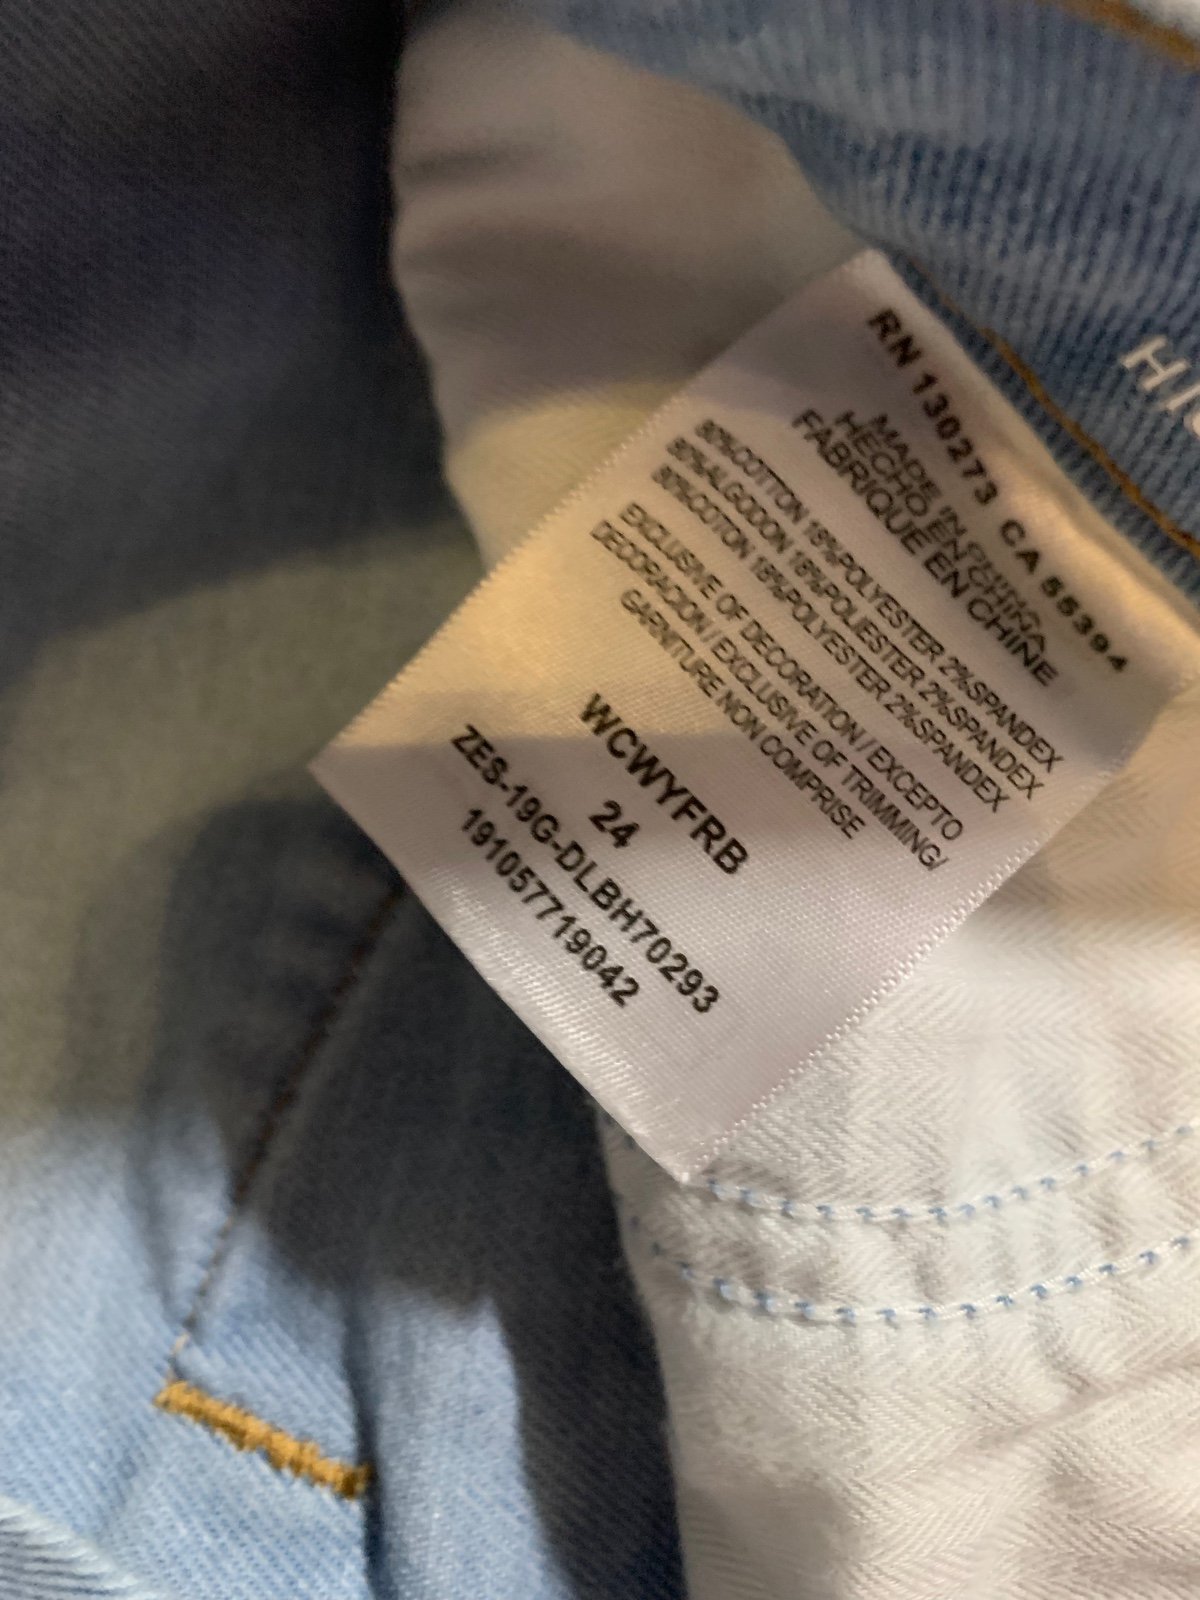 RN 130273 CA 55394
MADE IN CHINA
HECHO EN CHINA
FABRIQUE EN CHINE
80%COTTON 18%POLYESTER 2%SPANDEX
80%ALGODON 18%POLIESTER 2%SPANDEX
80%COTON 18%POLYESTER 2%SPANDEX
EXCLUSIVE OF DECORATION / EXCEPTO
DECORACION / EXCLUSIVE OF TRIMMING/
GARNITURE NON COMPRISE
WCWYFRB
24
ZES-19G-DLBH70293
191057719042